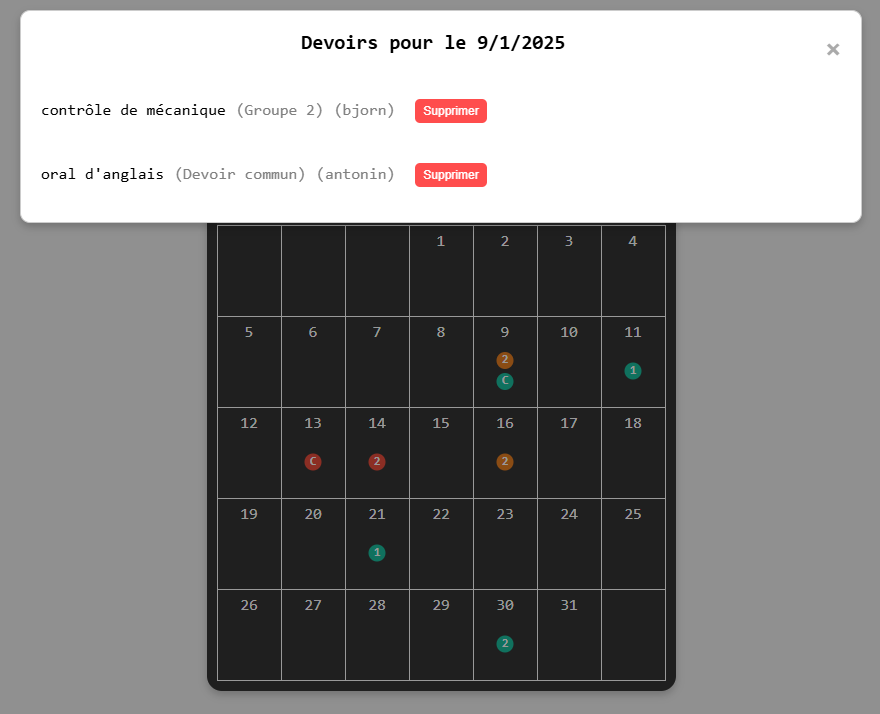 Devoirs pour le 9/1/2025
×
contrôle de mécanique (Groupe 2) (bjorn) Supprimer
oral d'anglais (Devoir commun) (antonin) Supprimer
1 2 3 4
5 6 7 8 9 10 11
2
C
1
12 13 14 15 16 17 18
C 2 2
19 20 21 22 23 24 25
1
26 27 28 29 30 31
2